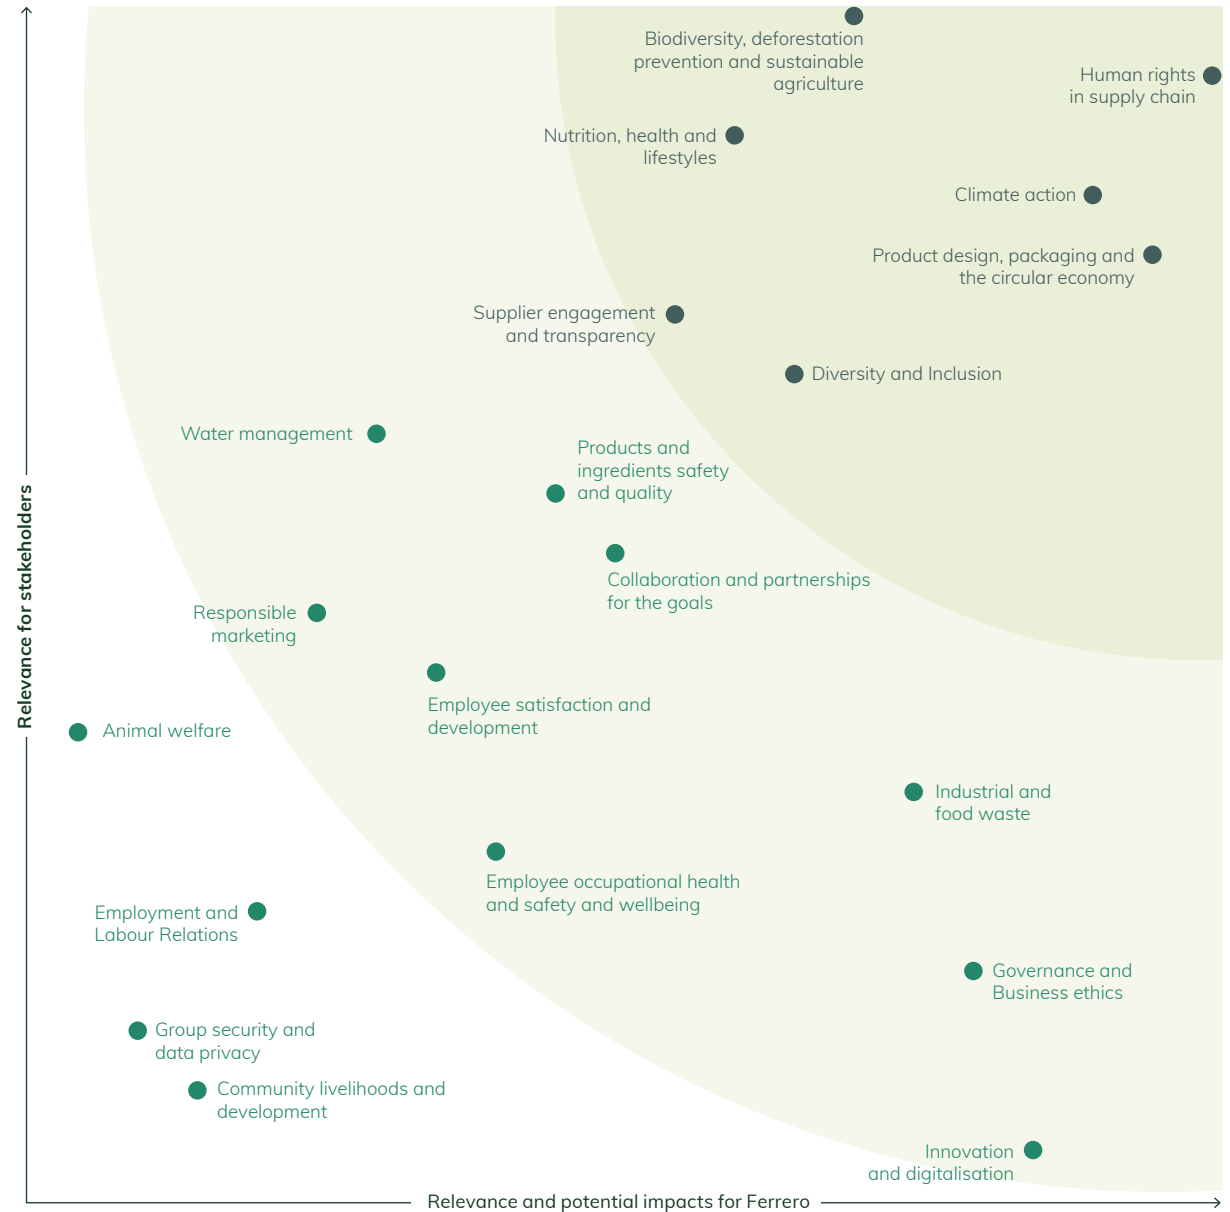 Biodiversity, deforestation
prevention and sustainable
agriculture
Human rights
in supply chain
Nutrition, health and
lifestyles
Climate action
Product design, packaging and
the circular economy
Supplier engagement
and transparency
Diversity and Inclusion
Water management
Products and
ingredients safety
and quality
Collaboration and partnerships
for the goals
Responsible
marketing
Employee satisfaction and
development
Animal welfare
Industrial and
food waste
Employee occupational health
and safety and wellbeing
Employment and
Labour Relations
Governance and
Business ethics
Group security and
data privacy
Community livelihoods and
development
Innovation
and digitalisation
Relevance for stakeholders
Relevance and potential impacts for Ferrero